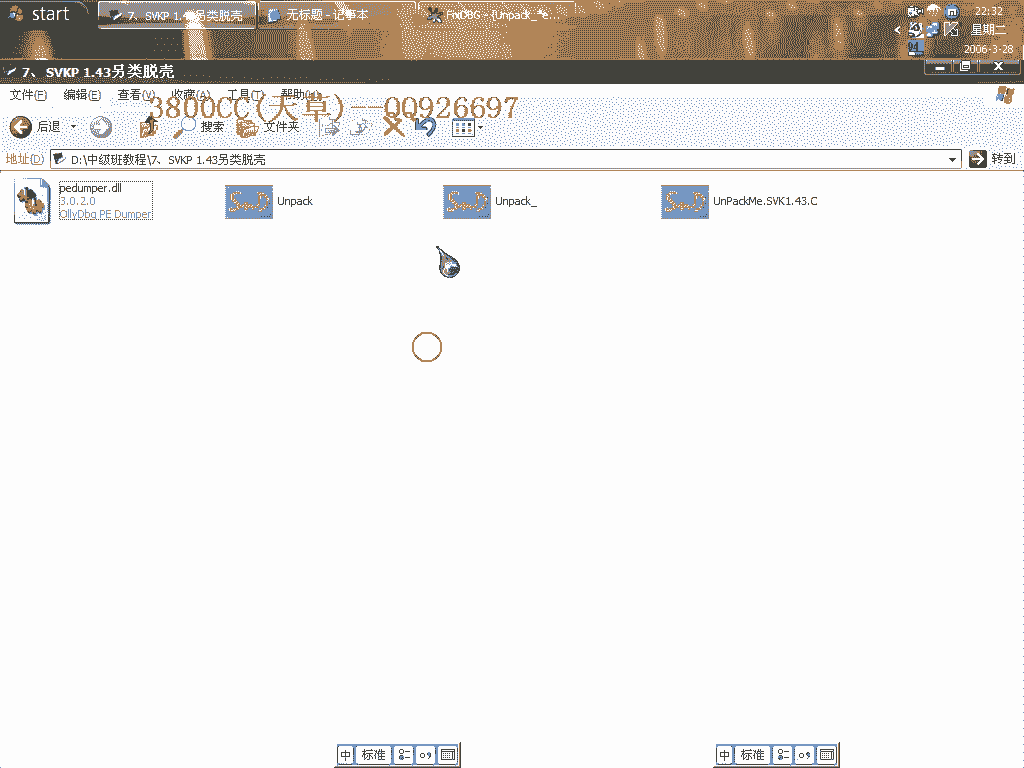 start
7、SVKP 1.43另类脱壳
无标题 - 记事本
FlyDBG - [Unpack_*e...
22:32
星期二
2006-3-28
7、SVKP 1.43另类脱壳
文件(F) 编辑(E) 查看(V) 收藏(A) 工具(T) 帮助(H)
3800CC(天草)—QQ926697
后退 搜索 文件夹
地址(D) D:\中级班教程\7、SVKP 1.43另类脱壳 转到
pedumper.dll
3.0.2.0
OllyDbg PE Dumper
Unpack
Unpack_
UnPackMe.SVK1.43.C
中 标准
中 标准